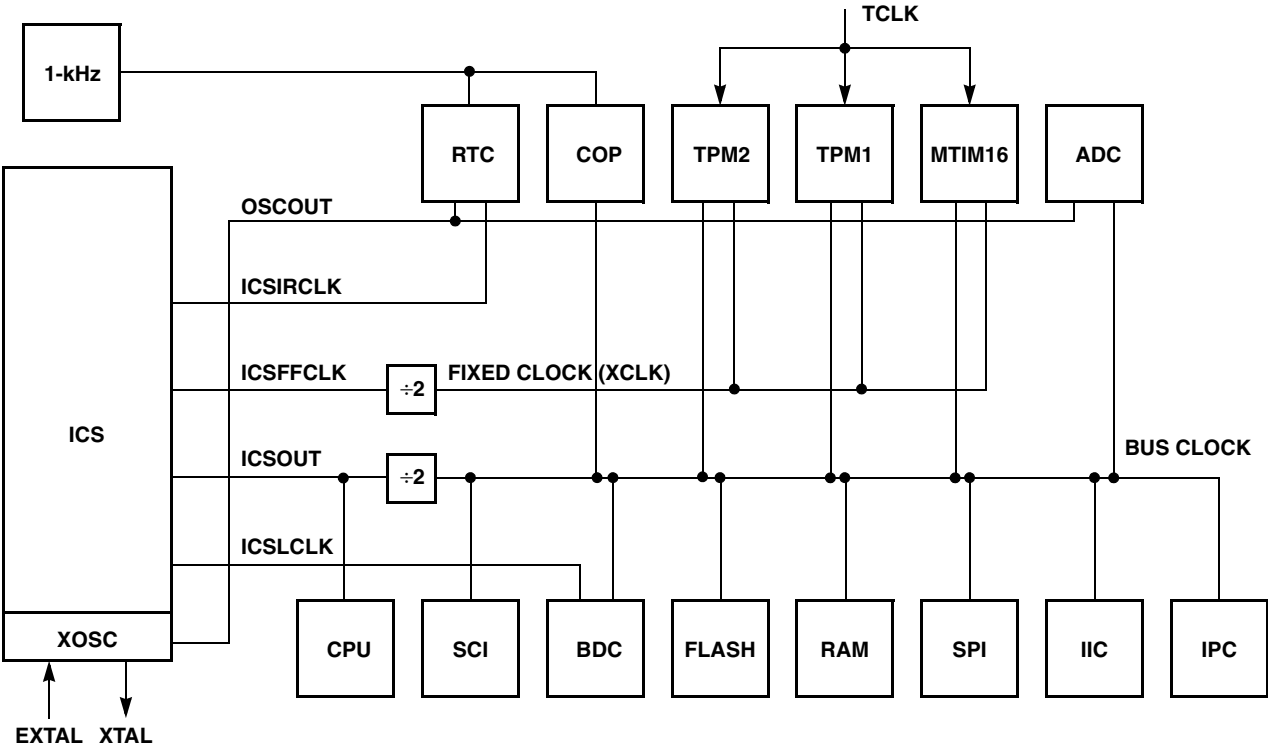 TCLK
1-kHz
RTC
COP
TPM2
TPM1
MTIM16
ADC
OSCOUT
ICSIRCLK
ICSFFCLK
÷2
FIXED CLOCK (XCLK)
ICS
ICSOUT
÷2
BUS CLOCK
ICSLCLK
XOSC
CPU
SCI
BDC
FLASH
RAM
SPI
IIC
IPC
EXTAL
XTAL